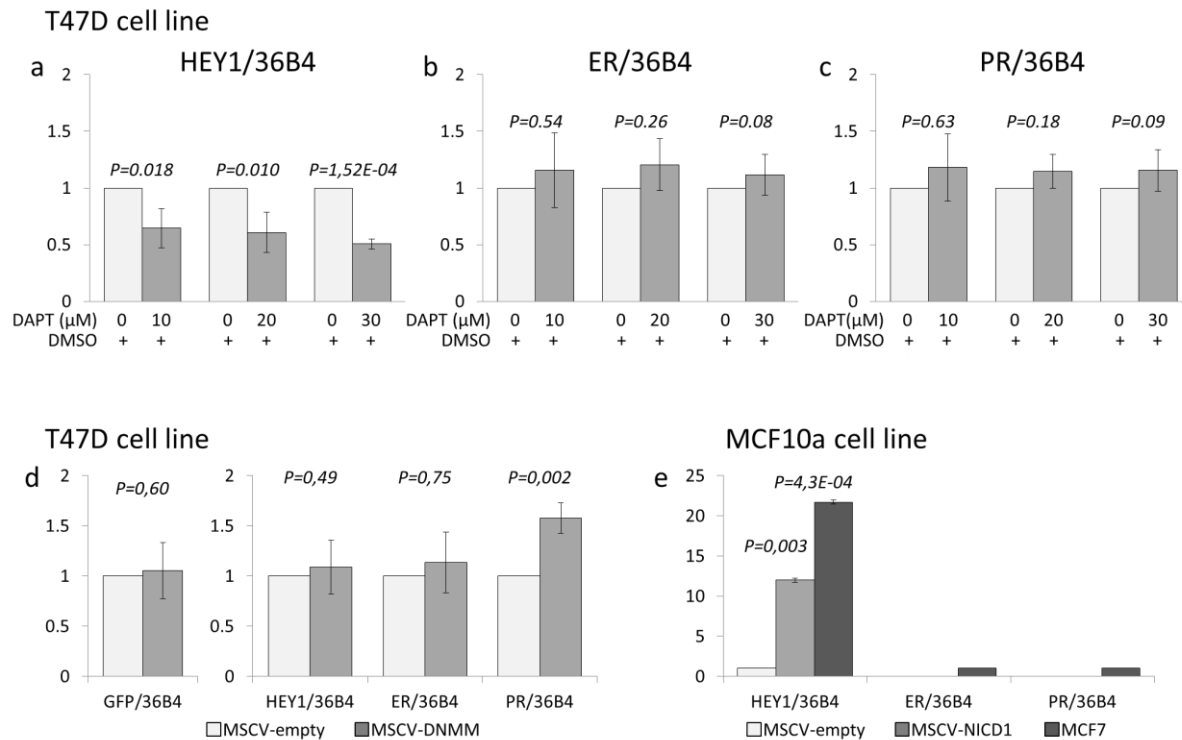 T47D cell line
a
HEY1/36B4
2
1.5
1
0.5
0
P=0.018
P=0.010
P=1,52E-04
DAPT (µM) 0 10 0 20 0 30
DMSO + + + + + +
b
ER/36B4
2
1.5
1
0.5
0
P=0.54
P=0.26
P=0.08
DAPT (µM) 0 10 0 20 0 30
DMSO + + + + + +
c
PR/36B4
2
1.5
1
0.5
0
P=0.63
P=0.18
P=0.09
DAPT(µM) 0 10 0 20 0 30
DMSO + + + + + +
T47D cell line
d
2
1.5
1
0.5
0
P=0,60
GFP/36B4
2
1.5
1
0.5
0
P=0,49
P=0,75
P=0,002
HEY1/36B4 ER/36B4 PR/36B4
MSCV-empty MSCV-DNMM
MCF10a cell line
e
25
20
15
10
5
0
P=4,3E-04
P=0,003
HEY1/36B4 ER/36B4 PR/36B4
MSCV-empty MSCV-NICD1 MCF7